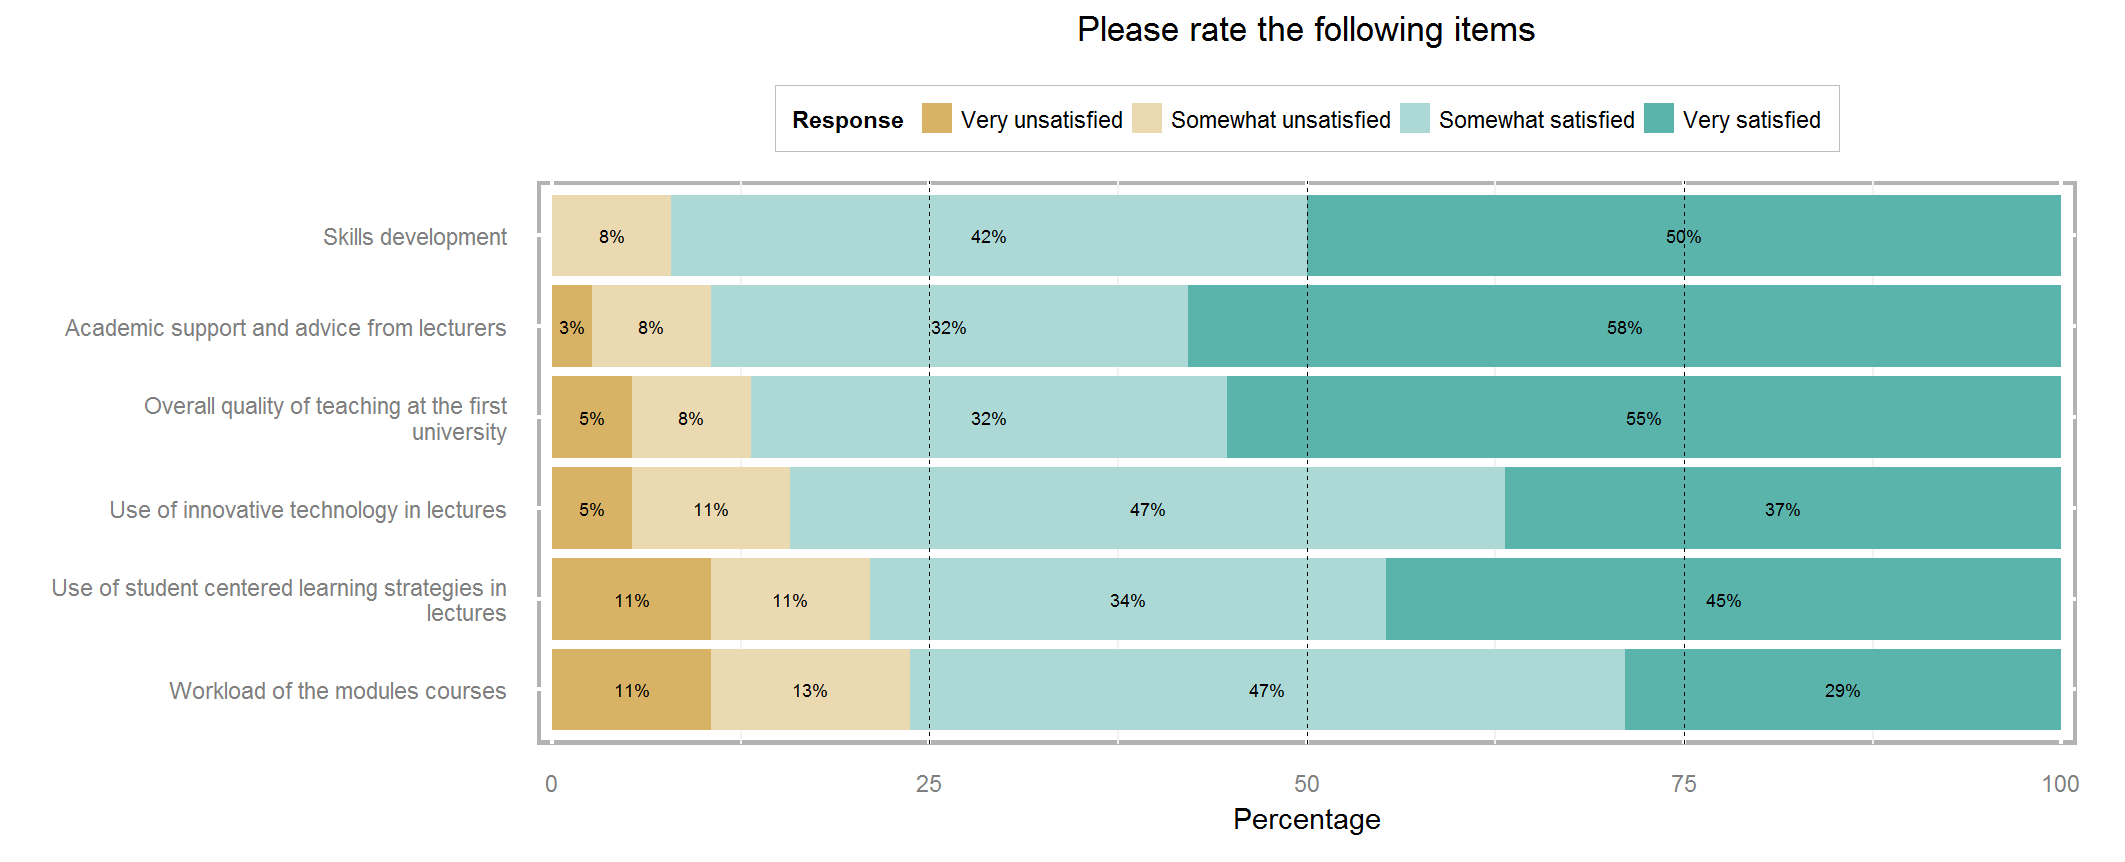 Please rate the following items
Response Very unsatisfied Somewhat unsatisfied Somewhat satisfied Very satisfied
Skills development 8% 42% 50%
Academic support and advice from lecturers 3% 8% 32% 58%
Overall quality of teaching at the first
university
5% 8% 32% 55%
Use of innovative technology in lectures 5% 11% 47% 37%
Use of student centered learning strategies in
lectures
11% 11% 34% 45%
Workload of the modules courses 11% 13% 47% 29%
0 25 50 75 100
Percentage